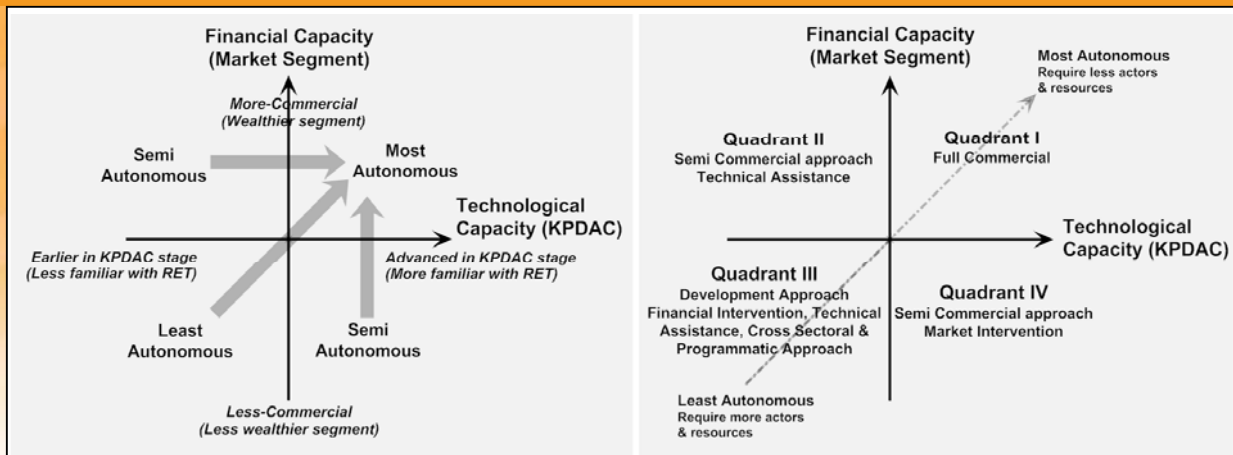 Financial Capacity
(Market Segment)
More-Commercial
(Wealthier segment)
Semi
Autonomous
Most
Autonomous
Technological
Capacity (KPDAC)
Earlier in KPDAC stage
(Less familiar with RET)
Advanced in KPDAC stage
(More familiar with RET)
Least
Autonomous
Semi
Autonomous
Less-Commercial
(Less wealthier segment)
Financial Capacity
(Market Segment)
Most Autonomous
Require less actors
& resources
Quadrant II
Semi Commercial approach
Technical Assistance
Quadrant I
Full Commercial
Technological
Capacity (KPDAC)
Quadrant III
Development Approach
Financial Intervention, Technical
Assistance, Cross Sectoral &
Programmatic Approach
Quadrant IV
Semi Commercial approach
Market Intervention
Least Autonomous
Require more actors
& resources